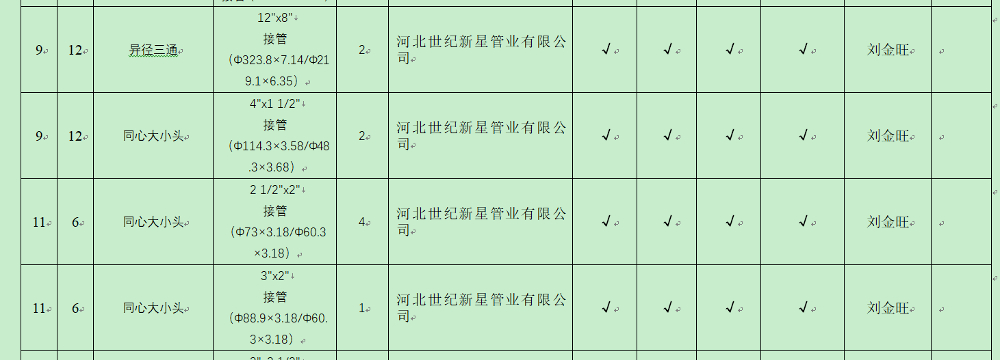 9
12
异径三通
12"x8"
接管
（Φ323.8×7.14/Φ21
9.1×6.35）
2
河北世纪新星管业有限公
司
√
√
√
√
刘金旺
9
12
同心大小头
4"x1 1/2"
接管
（Φ114.3×3.58/Φ48
.3×3.68）
2
河北世纪新星管业有限公
司
√
√
√
√
刘金旺
11
6
同心大小头
2 1/2"x2"
接管
（Φ73×3.18/Φ60.3
×3.18）
4
河北世纪新星管业有限公
司
√
√
√
√
刘金旺
11
6
同心大小头
3"x2"
接管
（Φ88.9×3.18/Φ60.
3×3.18）
1
河北世纪新星管业有限公
司
√
√
√
√
刘金旺